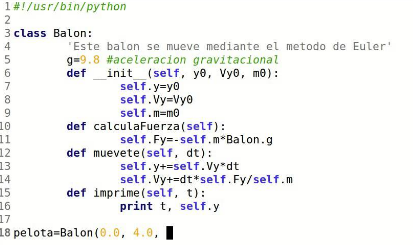 1 #!/usr/bin/python
2
3 class Balon:
4         'Este balon se mueve mediante el metodo de Euler'
5         g=9.8 #aceleracion gravitacional
6         def __init__(self, y0, Vy0, m0):
7                 self.y=y0
8                 self.Vy=Vy0
9                 self.m=m0
10         def calculaFuerza(self):
11                 self.Fy=-self.m*Balon.g
12         def muevete(self, dt):
13                 self.y+=self.Vy*dt
14                 self.Vy+=dt*self.Fy/self.m
15         def imprime(self, t):
16                 print t, self.y
17
18 pelota=Balon(0.0, 4.0,